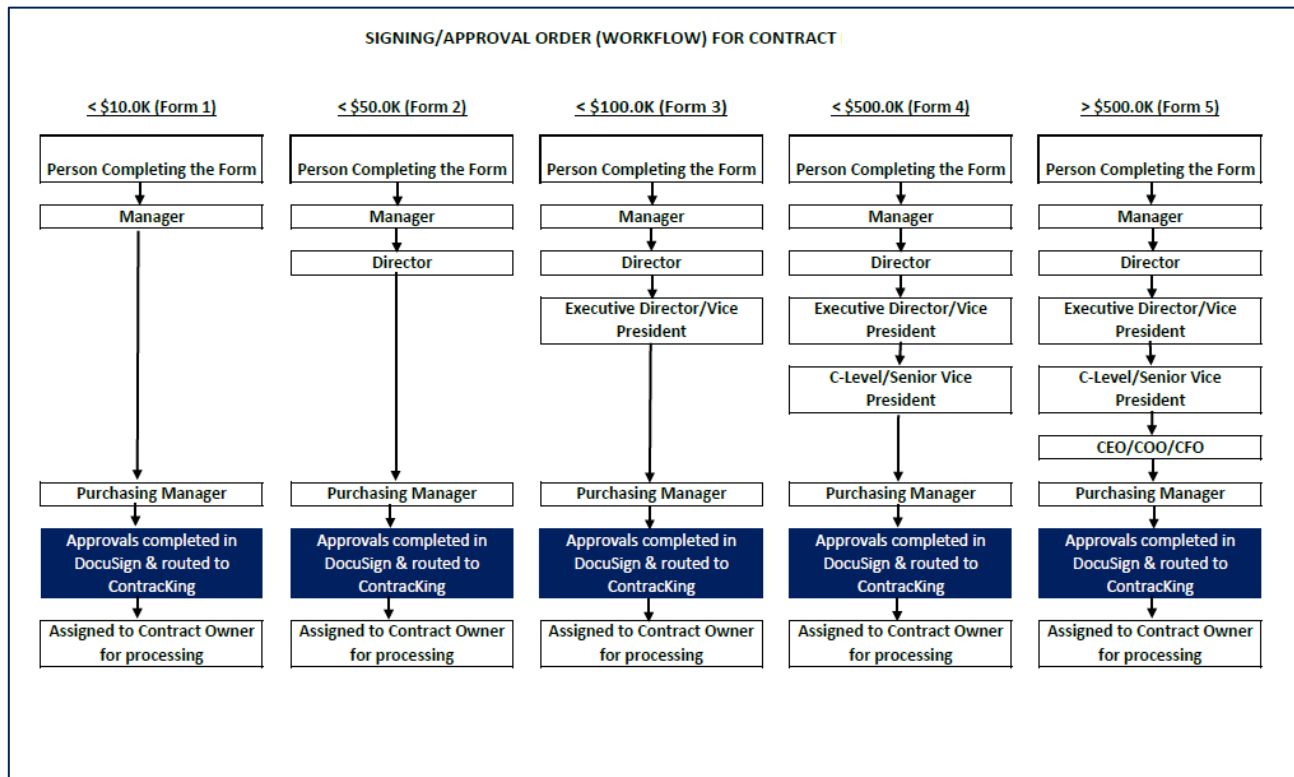 SIGNING/APPROVAL ORDER (WORKFLOW) FOR CONTRACT
< $10.0K (Form 1)
Person Completing the Form
Manager
Purchasing Manager
Approvals completed in
DocuSign & routed to
ContracKing
Assigned to Contract Owner
for processing
< $50.0K (Form 2)
Person Completing the Form
Manager
Director
Purchasing Manager
Approvals completed in
DocuSign & routed to
ContracKing
Assigned to Contract Owner
for processing
< $100.0K (Form 3)
Person Completing the Form
Manager
Director
Executive Director/Vice
President
Purchasing Manager
Approvals completed in
DocuSign & routed to
ContracKing
Assigned to Contract Owner
for processing
< $500.0K (Form 4)
Person Completing the Form
Manager
Director
Executive Director/Vice
President
C-Level/Senior Vice
President
Purchasing Manager
Approvals completed in
DocuSign & routed to
ContracKing
Assigned to Contract Owner
for processing
> $500.0K (Form 5)
Person Completing the Form
Manager
Director
Executive Director/Vice
President
C-Level/Senior Vice
President
CEO/COO/CFO
Purchasing Manager
Approvals completed in
DocuSign & routed to
ContracKing
Assigned to Contract Owner
for processing